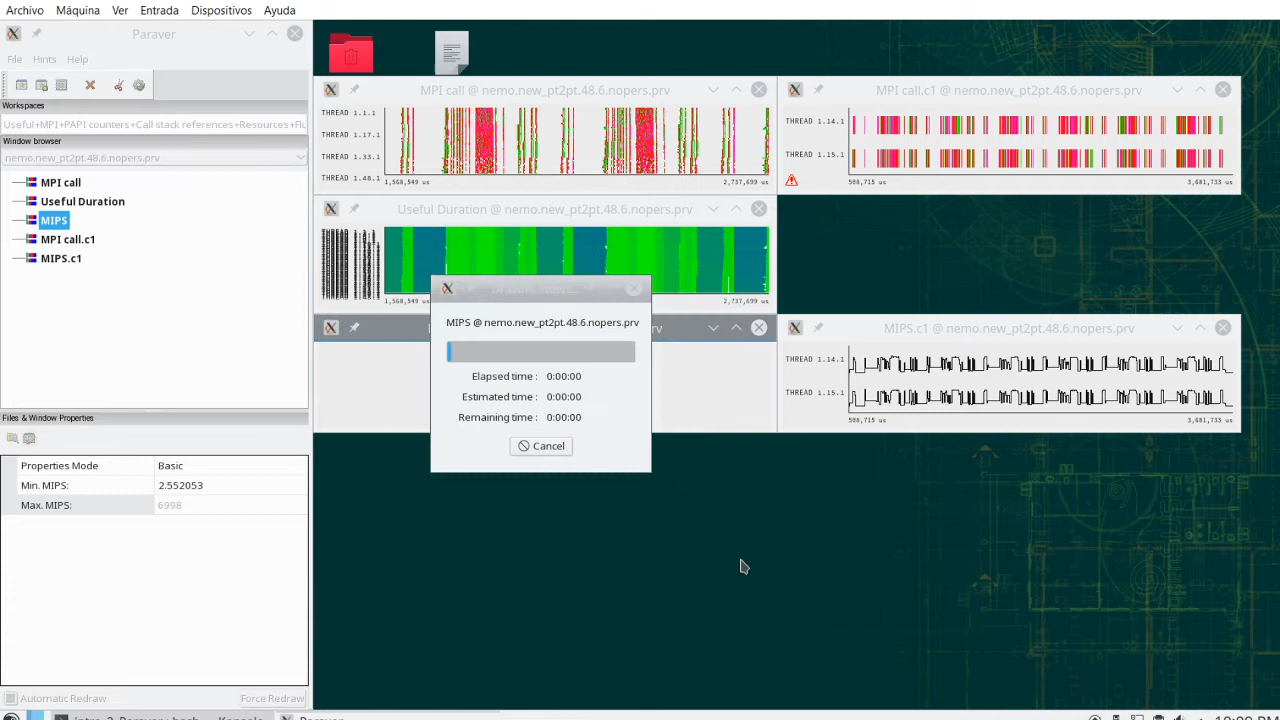 Archivo Máquina Ver Entrada Dispositivos Ayuda
Paraver
File Hints Help
Workspaces
Useful+MPI+PAPI counters+Call stack references+Resources+Flu
Window browser
nemo.new_pt2pt.48.6.nopers.prv
MPI call
Useful Duration
MIPS
MPI call.c1
MIPS.c1
Files & Window Properties
Properties Mode Basic
Min. MIPS: 2.552053
Max. MIPS: 6998
Automatic Redraw Force Redraw
MPI call @ nemo.new_pt2pt.48.6.nopers.prv
THREAD 1.1.1
THREAD 1.17.1
THREAD 1.33.1
THREAD 1.48.1
1,568,549 us 2,737,699 us
MPI call.c1 @ nemo.new_pt2pt.48.6.nopers.prv
THREAD 1.14.1
THREAD 1.15.1
508,715 us 3,681,733 us
Useful Duration @ nemo.new_pt2pt.48.6.nopers.prv
1,568,549 us 2,737,699 us
MIPS @ nemo.new_pt2pt.48.6.nopers.prv
Elapsed time : 0:00:00
Estimated time : 0:00:00
Remaining time : 0:00:00
Cancel
MIPS.c1 @ nemo.new_pt2pt.48.6.nopers.prv
THREAD 1.14.1
THREAD 1.15.1
508,715 us 3,681,733 us